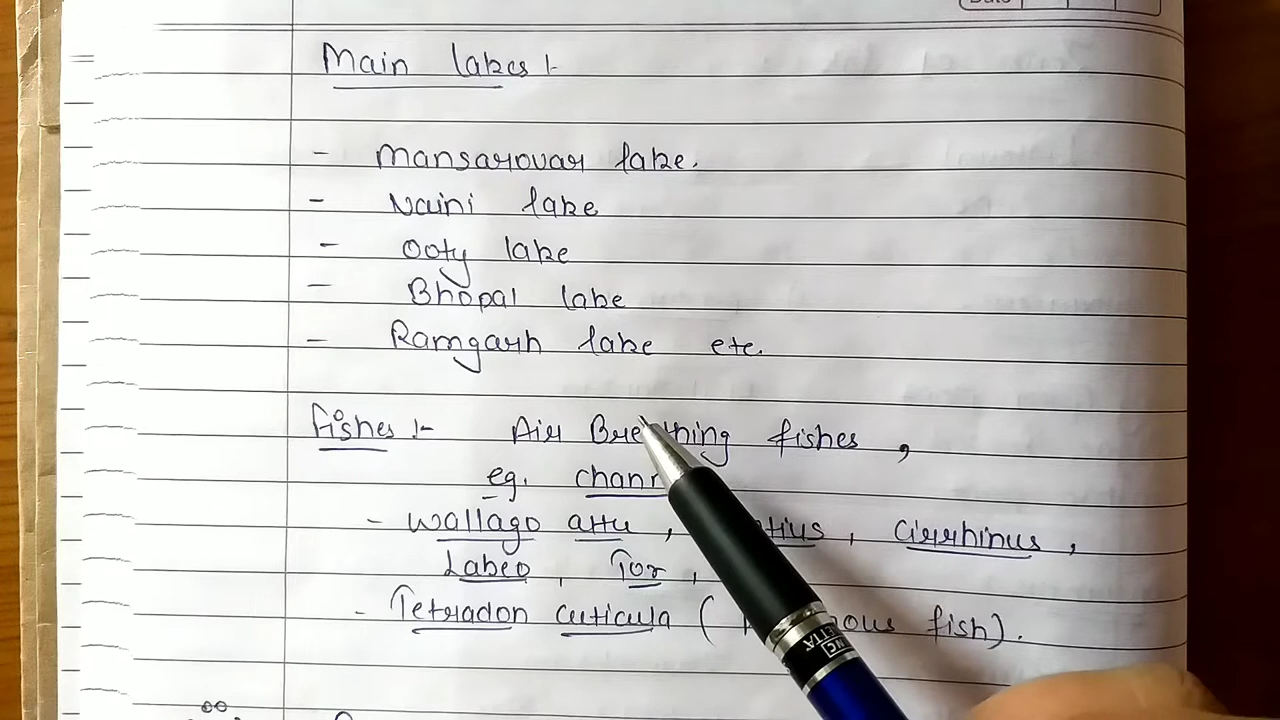 Main lakes :-
- Mansarovar lake.
- Naini lake
- Ooty lake
- Bhopal lake
- Ramgarh lake etc.
Fishes :- Air Breathing fishes ,
eg.
- Wallago attu , , Cirrhinus ,
Labeo , Tor ,
- Tetradon cuticula ( fish).